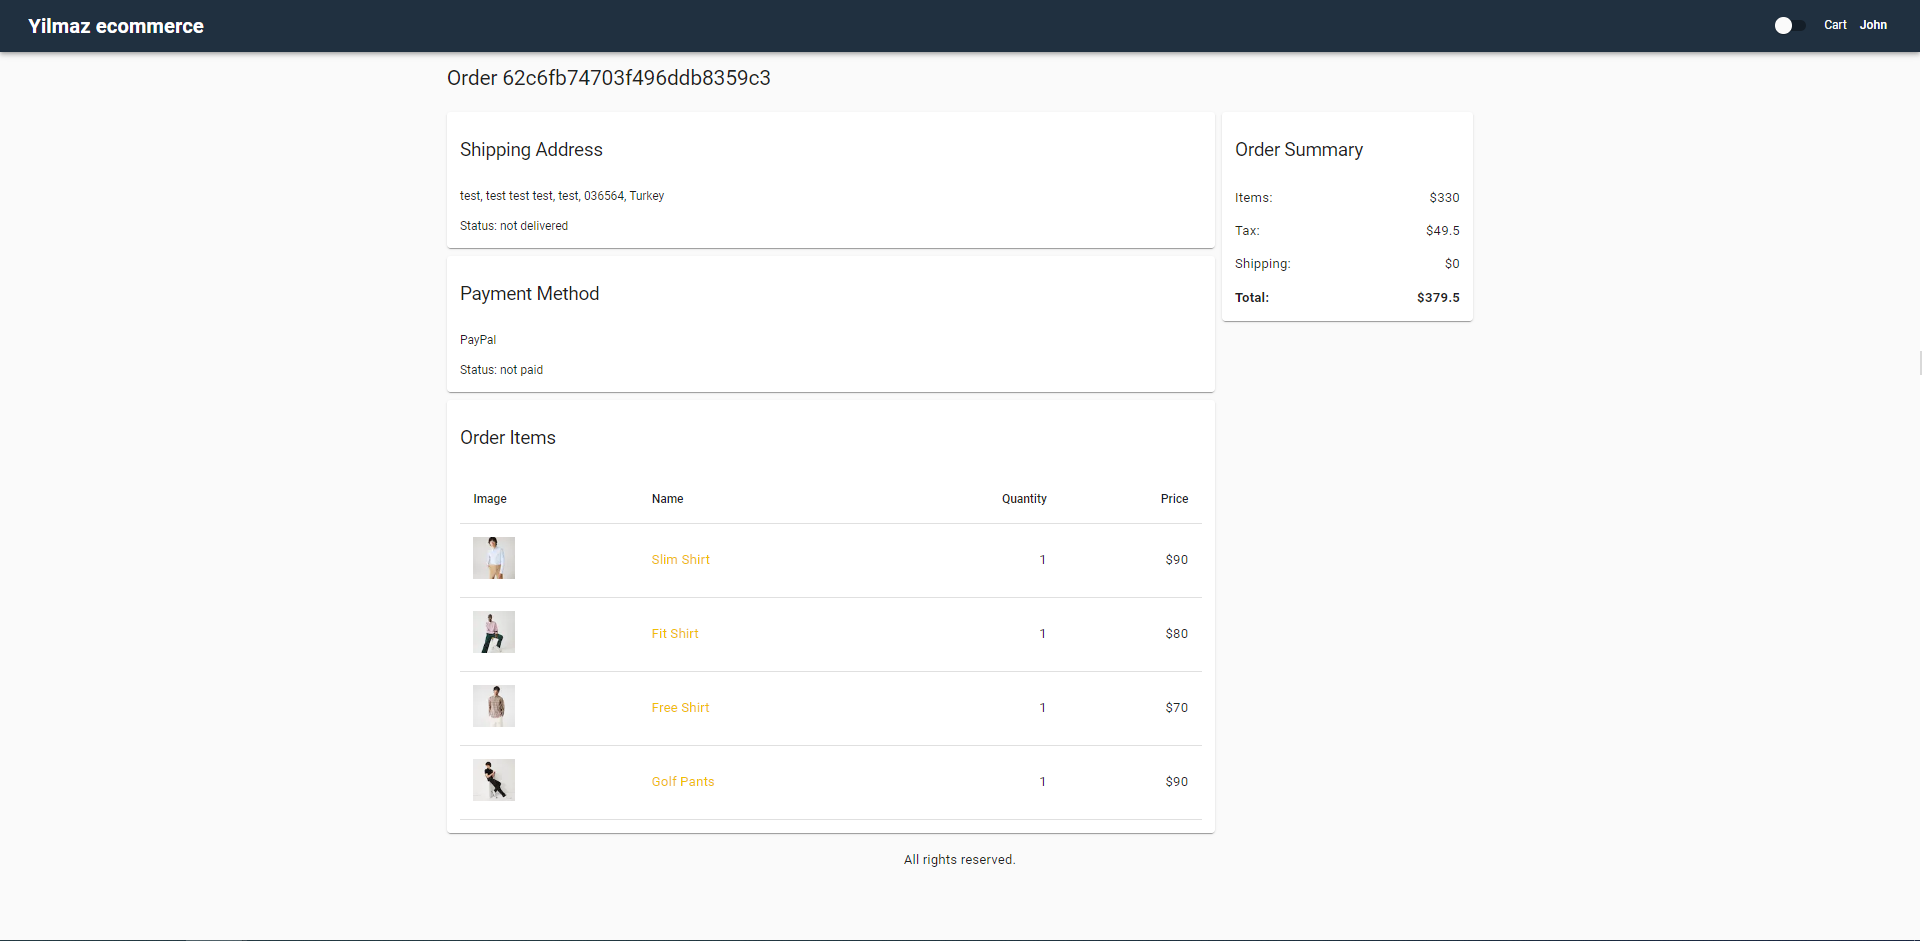 Yilmaz ecommerce
Cart John
Order 62c6fb74703f496ddb8359c3
Shipping Address
test, test test test, test, 036564, Turkey
Status: not delivered
Payment Method
PayPal
Status: not paid
Order Items
Image Name Quantity Price
Slim Shirt 1 $90
Fit Shirt 1 $80
Free Shirt 1 $70
Golf Pants 1 $90
Order Summary
Items: $330
Tax: $49.5
Shipping: $0
Total: $379.5
All rights reserved.